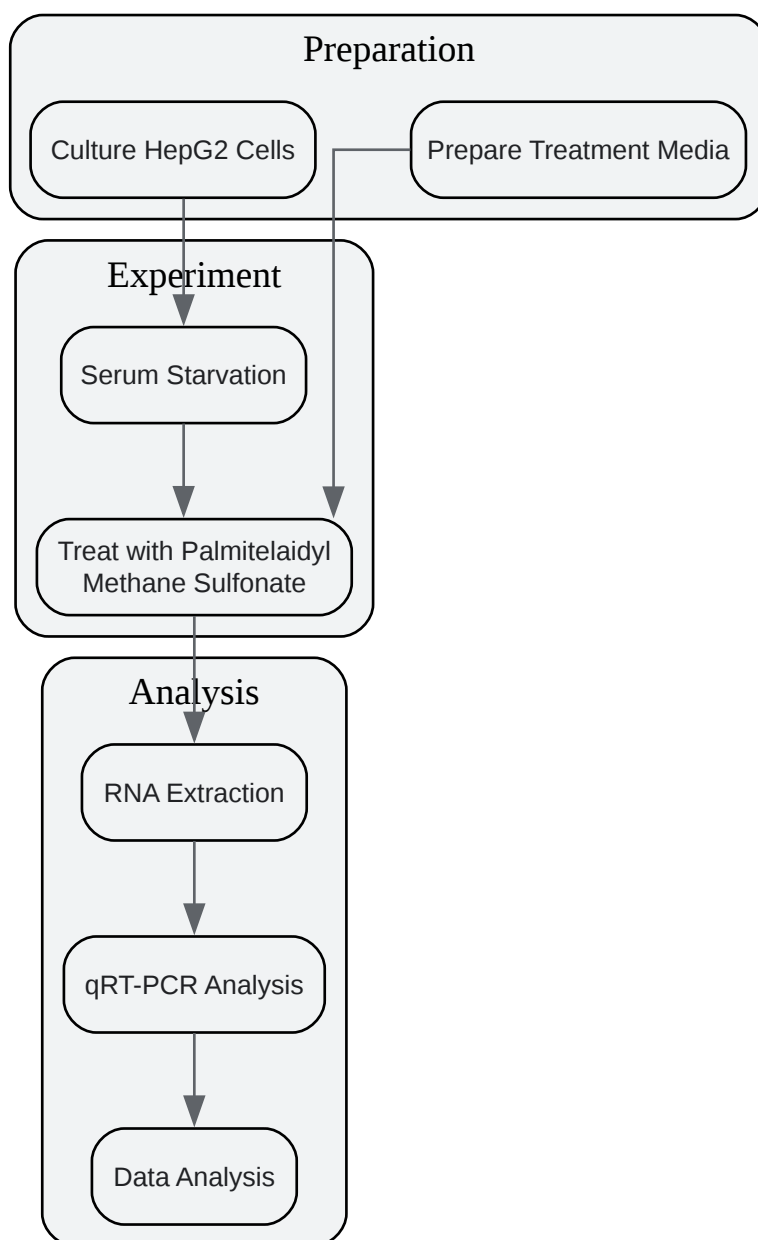 Preparation
Culture HepG2 Cells
Prepare Treatment Media
Experiment
Serum Starvation
Treat with Palmitelaidyl
Methane Sulfonate
Analysis
RNA Extraction
qRT-PCR Analysis
Data Analysis